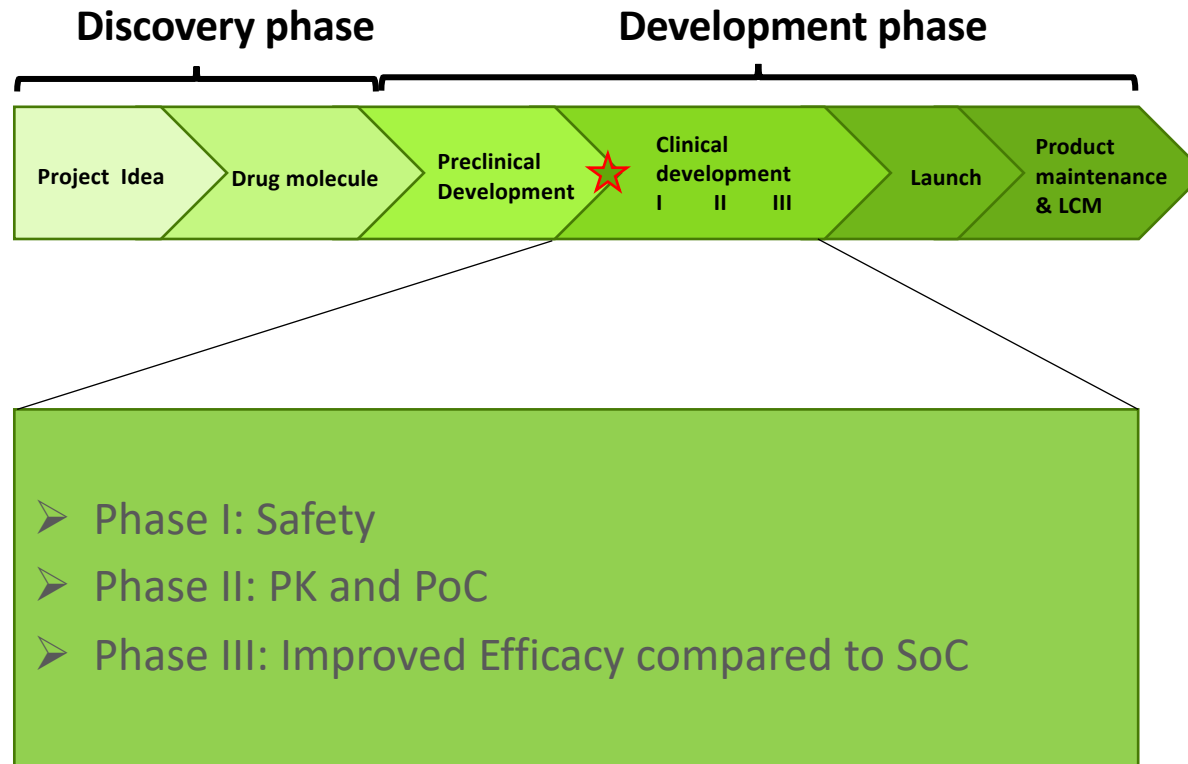 Discovery phase
Development phase
Project Idea
Drug molecule
Preclinical
Development
Clinical
development
I II III
Launch
Product
maintenance
& LCM
➢ Phase I: Safety
➢ Phase II: PK and PoC
➢ Phase III: Improved Efficacy compared to SoC